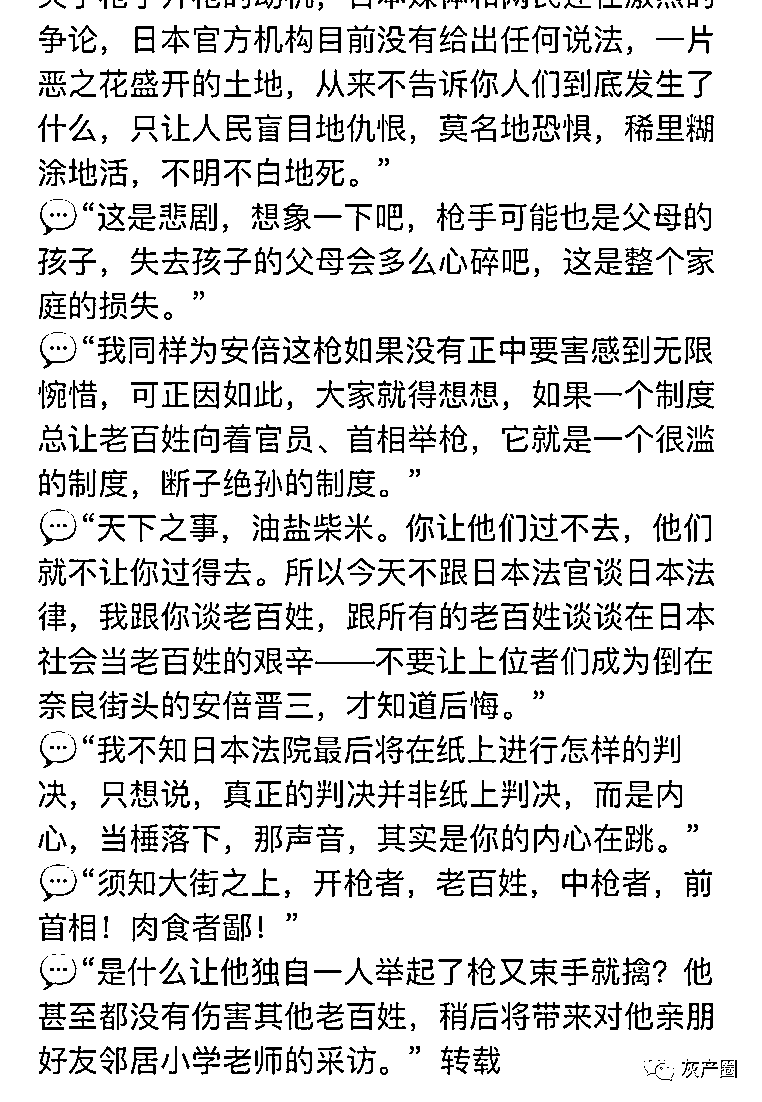 争论，日本官方机构目前没有给出任何说法，一片
恶之花盛开的土地，从来不告诉你人们到底发生了
什么，只让人民盲目地仇恨，莫名地恐惧，稀里糊
涂地活，不明不白地死。”
“这是悲剧，想象一下吧，枪手可能也是父母的
孩子，失去孩子的父母会多么心碎吧，这是整个家
庭的损失。”
“我同样为安倍这枪如果没有正中要害感到无限
惋惜，可正因如此，大家就得想想，如果一个制度
总让老百姓向着官员、首相举枪，它就是一个很滥
的制度，断子绝孙的制度。”
“天下之事，油盐柴米。你让他们过不去，他们
就不让你过得去。所以今天不跟日本法官谈日本法
律，我跟你谈老百姓，跟所有的老百姓谈谈在日本
社会当老百姓的艰辛——不要让上位者们成为倒在
奈良街头的安倍晋三，才知道后悔。”
“我不知日本法院最后将在纸上进行怎样的判
决，只想说，真正的判决并非纸上判决，而是内
心，当棰落下，那声音，其实是你的内心在跳。”
“须知大街之上，开枪者，老百姓，中枪者，前
首相！肉食者鄙！”
“是什么让他独自一人举起了枪又束手就擒？他
甚至都没有伤害其他老百姓，稍后将带来对他亲朋
好友邻居小学老师的采访。” 转载
灰产圈